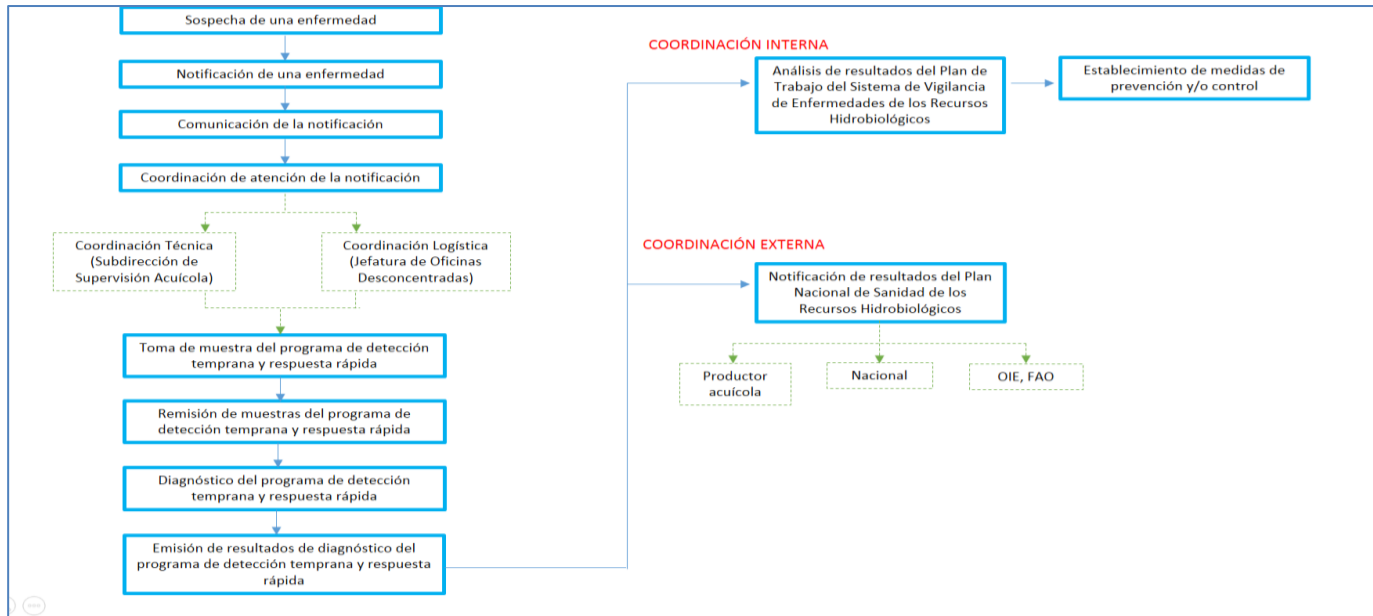 Sospecha de una enfermedad
Notificación de una enfermedad
Comunicación de la notificación
Coordinación de atención de la notificación
Coordinación Técnica
(Subdirección de
Supervisión Acuícola)
Coordinación Logística
(Jefatura de Oficinas
Desconcentradas)
Toma de muestra del programa de detección
temprana y respuesta rápida
Remisión de muestras del programa de
detección temprana y respuesta rápida
Diagnóstico del programa de detección
temprana y respuesta rápida
Emisión de resultados de diagnóstico del
programa de detección temprana y respuesta
rápida
COORDINACIÓN INTERNA
Análisis de resultados del Plan de
Trabajo del Sistema de Vigilancia
de Enfermedades de los Recursos
Hidrobiológicos
Establecimiento de medidas de
prevención y/o control
COORDINACIÓN EXTERNA
Notificación de resultados del Plan
Nacional de Sanidad de los
Recursos Hidrobiológicos
Productor
acuícola
Nacional
OIE, FAO